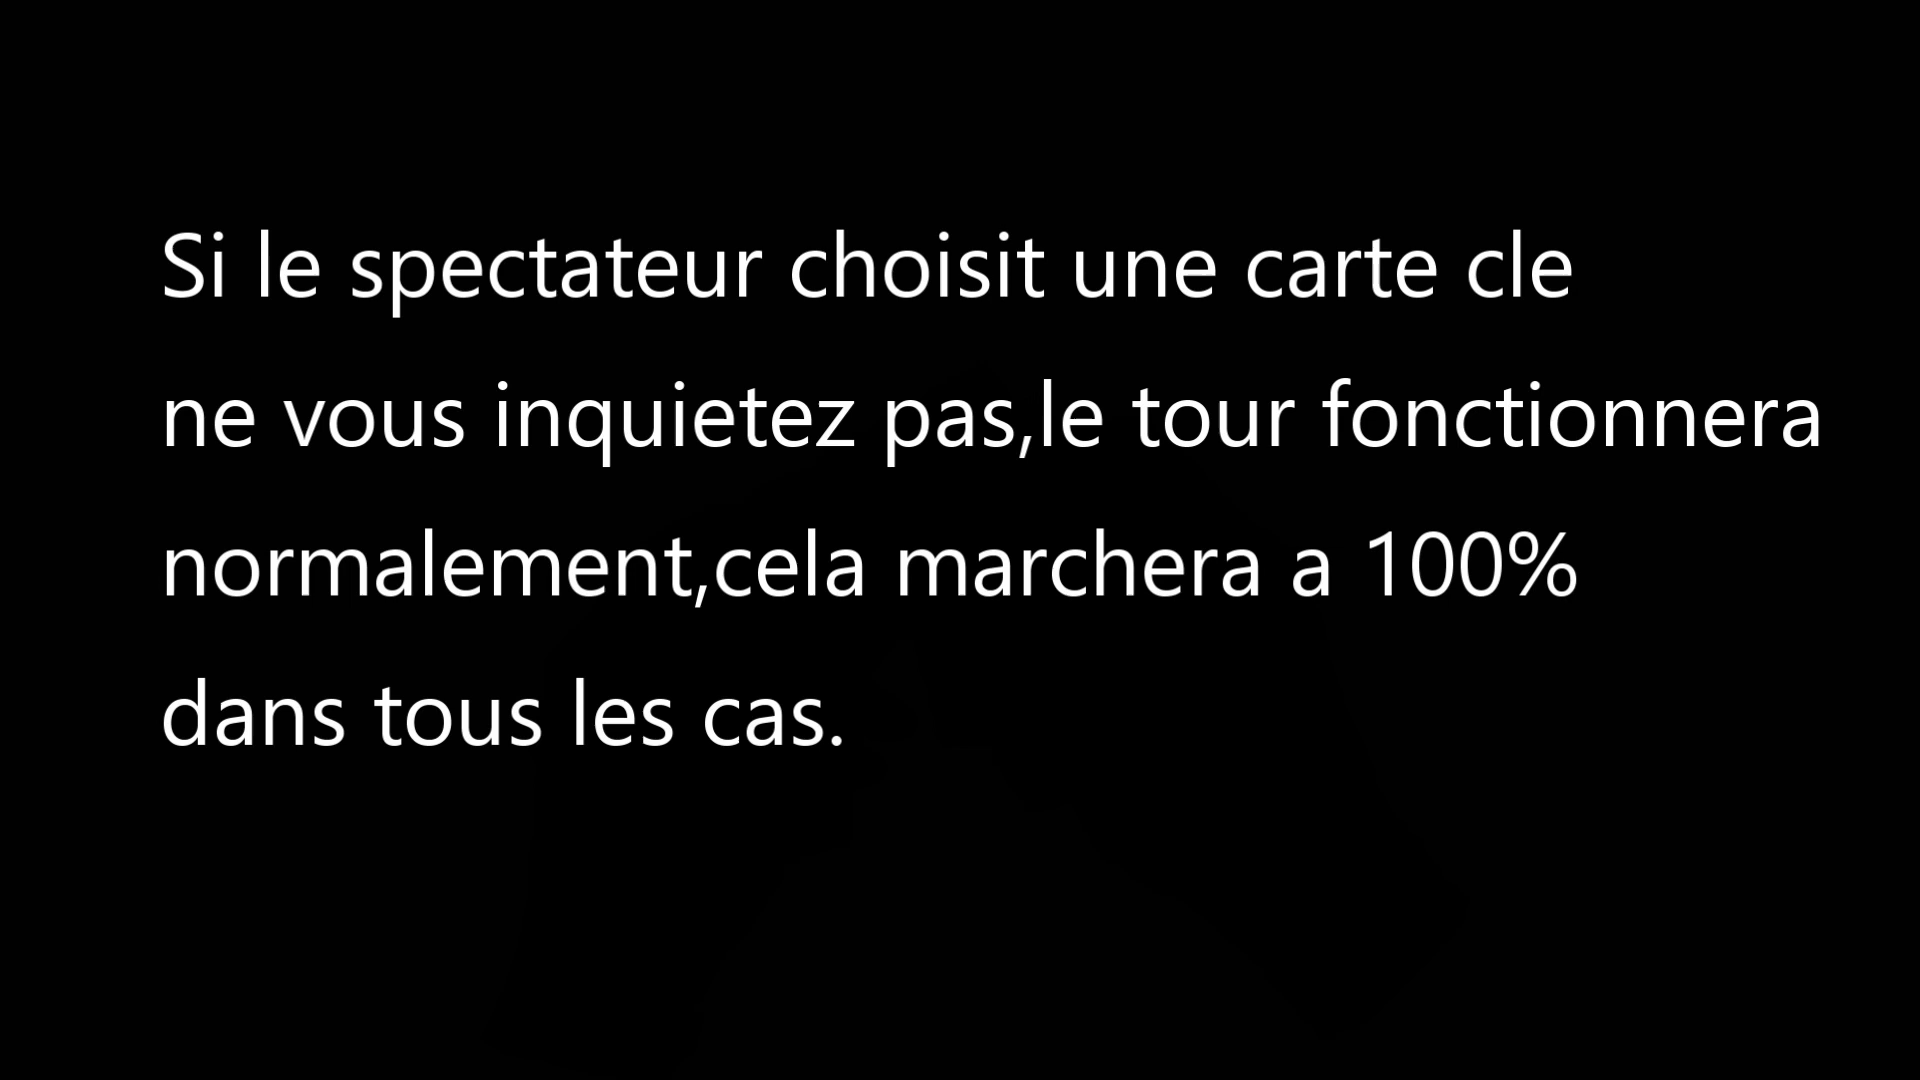 Si le spectateur choisit une carte cle
ne vous inquietez pas,le tour fonctionnera
normalement,cela marchera a 100%
dans tous les cas.